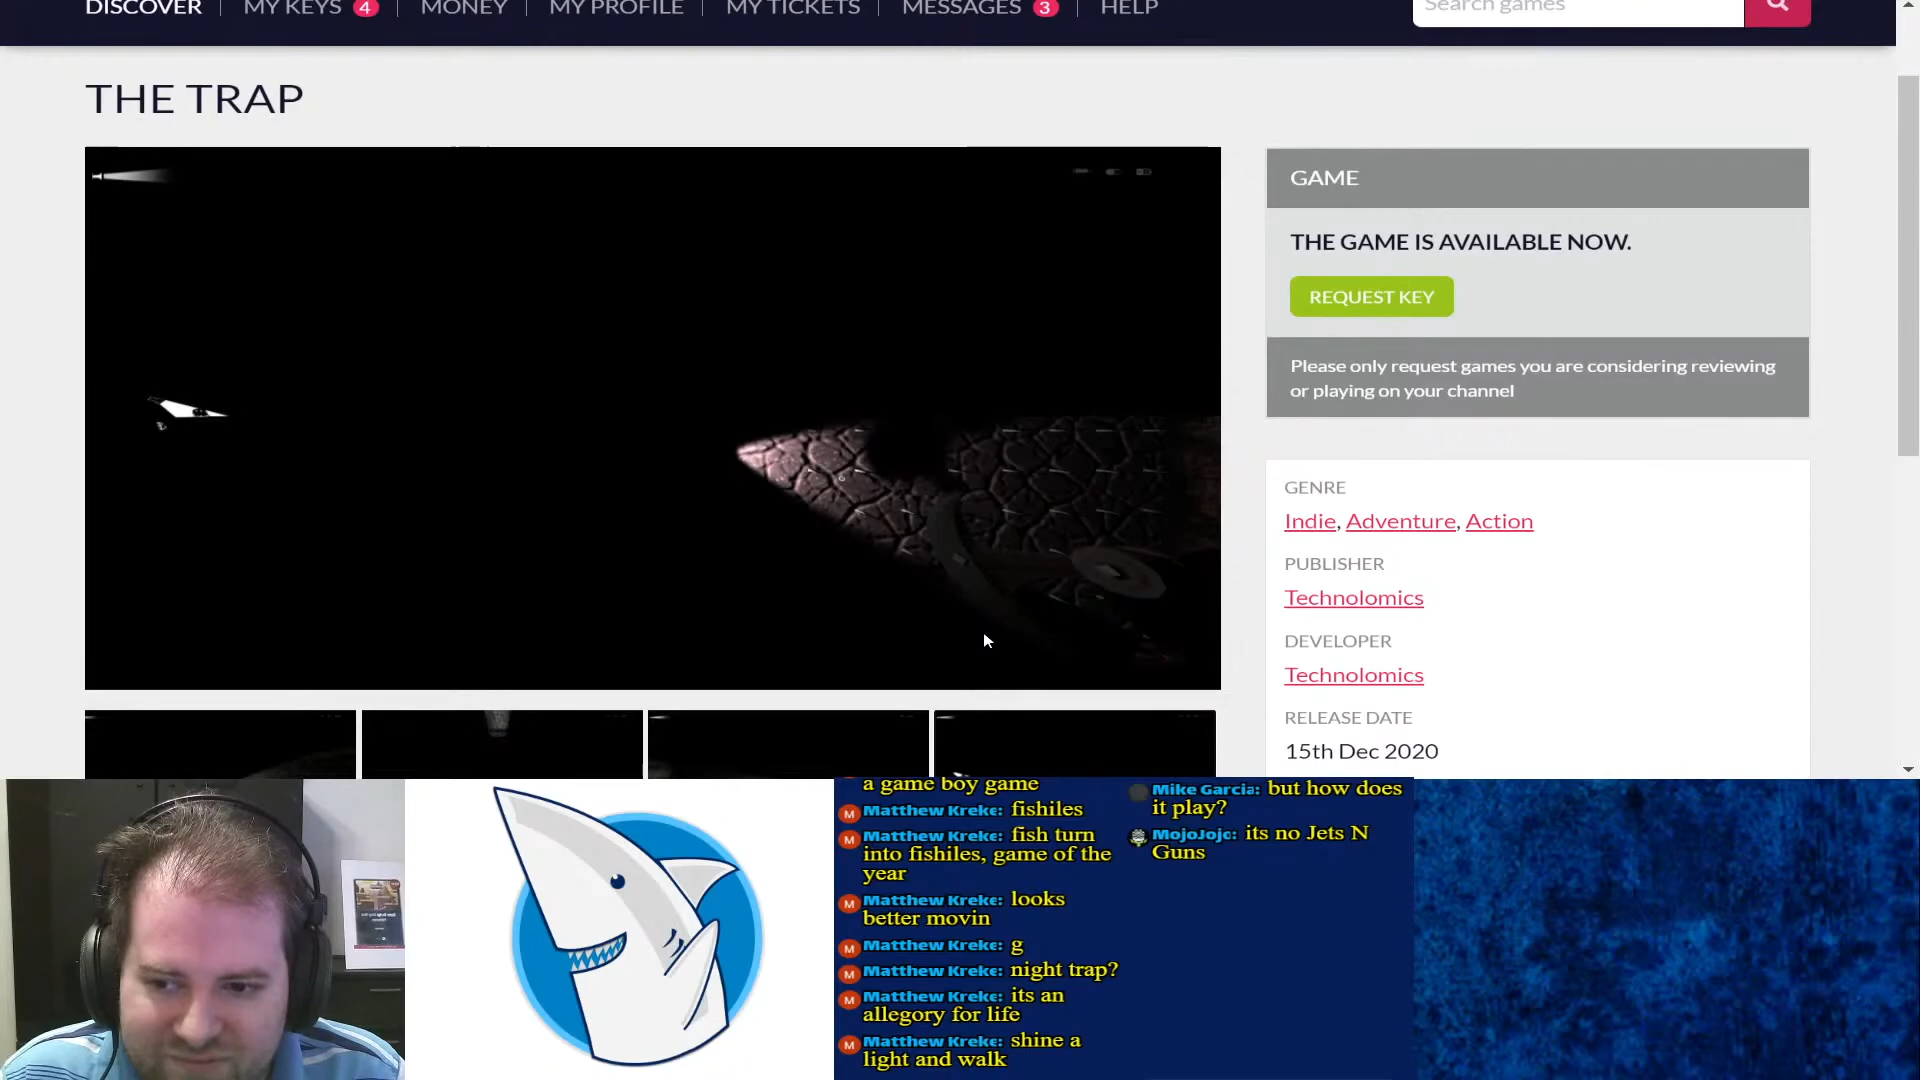 DISCOVER MY KEYS 4 MONEY MY PROFILE MY TICKETS MESSAGES 3 HELP Search games
THE TRAP
GAME
THE GAME IS AVAILABLE NOW.
REQUEST KEY
Please only request games you are considering reviewing
or playing on your channel
GENRE
Indie, Adventure, Action
PUBLISHER
Technolomics
DEVELOPER
Technolomics
RELEASE DATE
15th Dec 2020
a game boy game
M Matthew Kreke: fishiles
M Matthew Kreke: fish turn
into fishiles, game of the
year
M Matthew Kreke: looks
better movin
M Matthew Kreke: g
M Matthew Kreke: night trap?
M Matthew Kreke: its an
allegory for life
M Matthew Kreke: shine a
light and walk
Mike Garcia: but how does
it play?
MojoJojo: its no Jets N
Guns